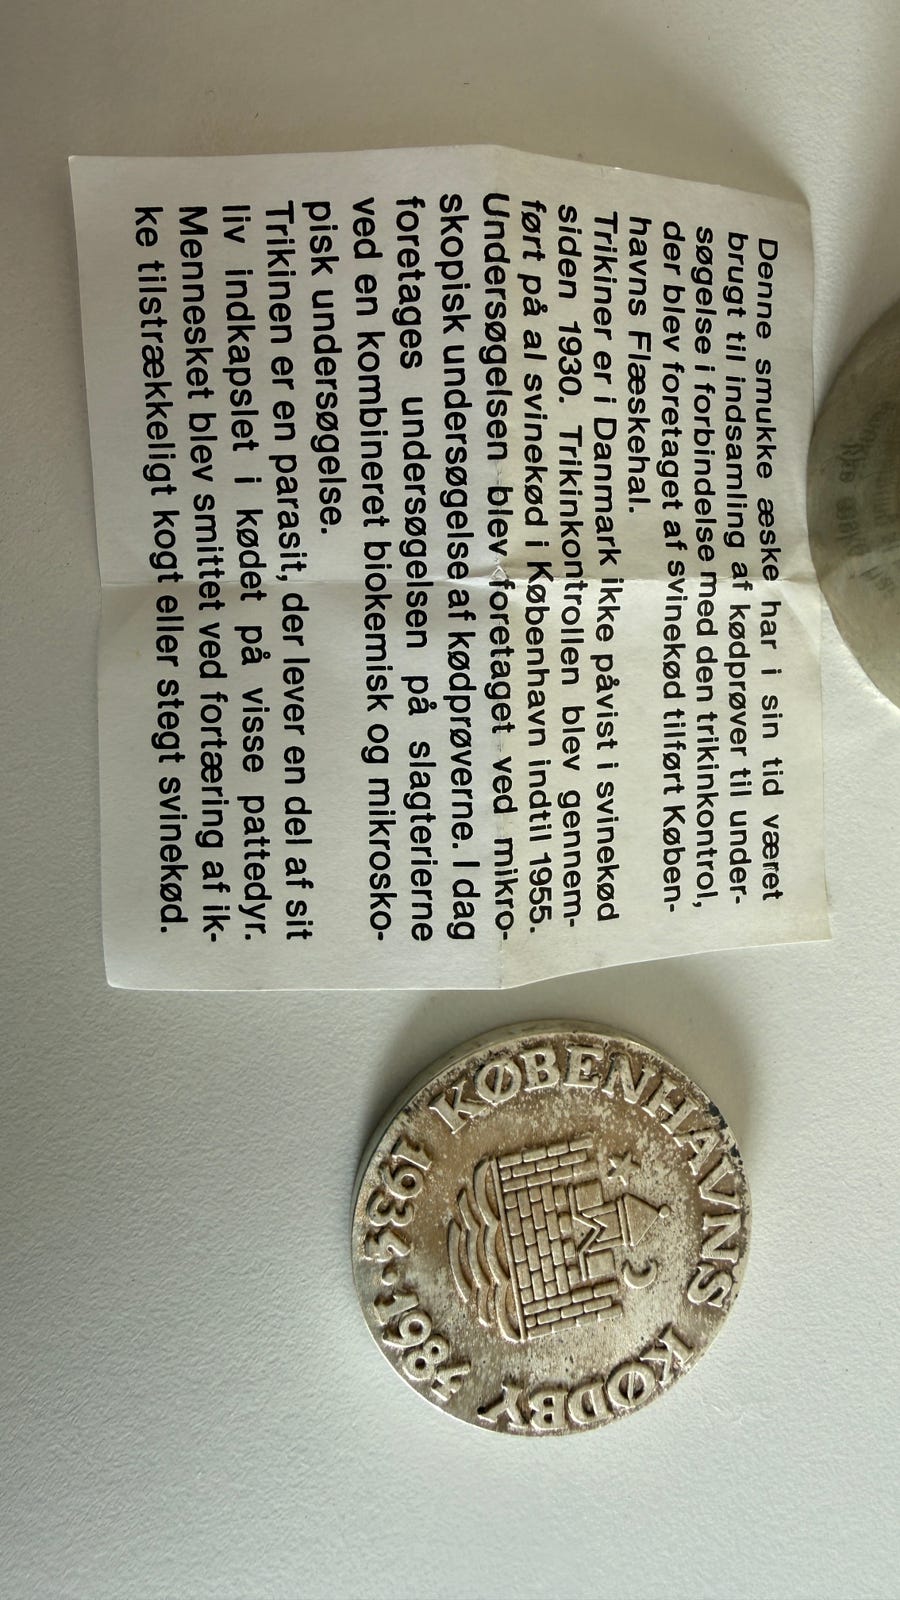 Denne smukke æske har i sin tid været
brugt til indsamling af kødprøver til under-
søgelse i forbindelse med den trikinkontrol,
der blev foretaget af svinekød tilført Køben-
havns Flæskehal.
Trikiner er i Danmark ikke påvist i svinekød
siden 1930. Trikinkontrollen blev gennem-
ført på al svinekød i København indtil 1955.
Undersøgelsen blev foretaget ved mikro-
skopisk undersøgelse af kødprøverne. I dag
foretages undersøgelsen på slagterierne
ved en kombineret biokemisk og mikrosko-
pisk undersøgelse.
Trikinen er en parasit, der lever en del af sit
liv indkapslet i kødet på visse pattedyr.
Mennesket blev smittet ved fortæring af ik-
ke tilstrækkeligt kogt eller stegt svinekød.
KØBENHAVNS KØDBY
1934·1984